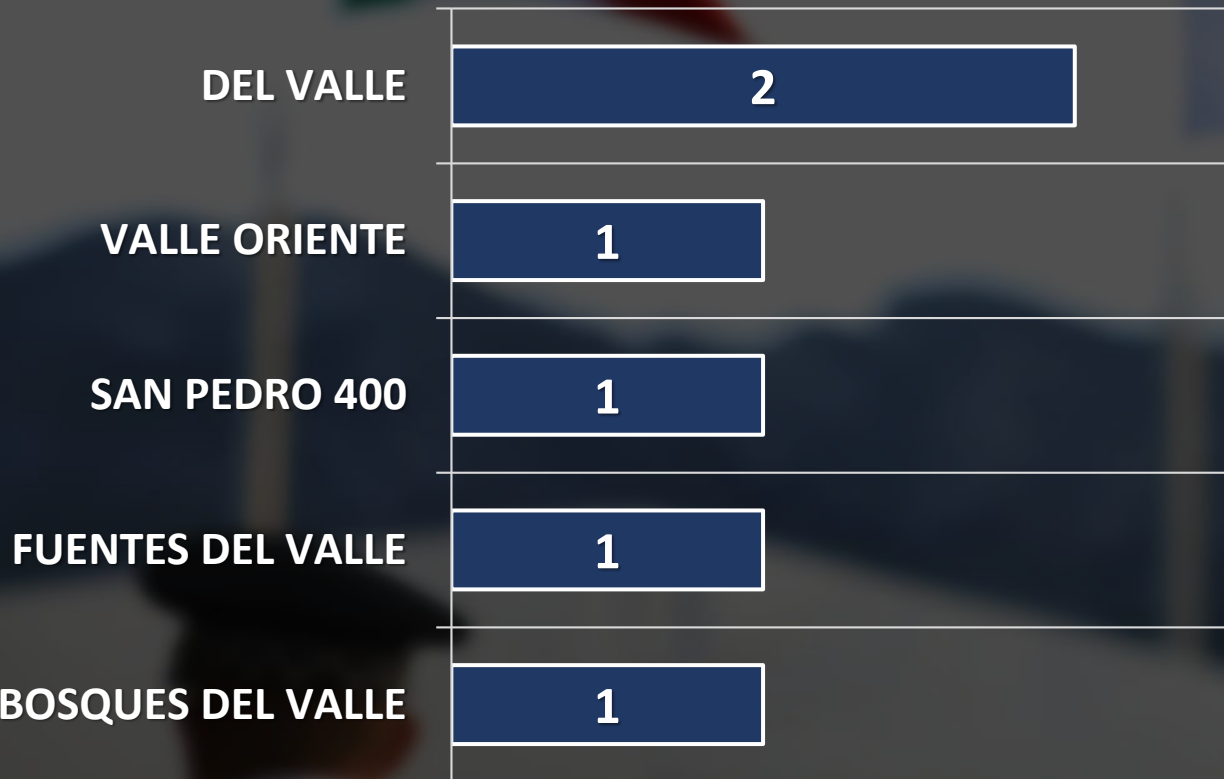 DEL VALLE 2
VALLE ORIENTE 1
SAN PEDRO 400 1
FUENTES DEL VALLE 1
BOSQUES DEL VALLE 1